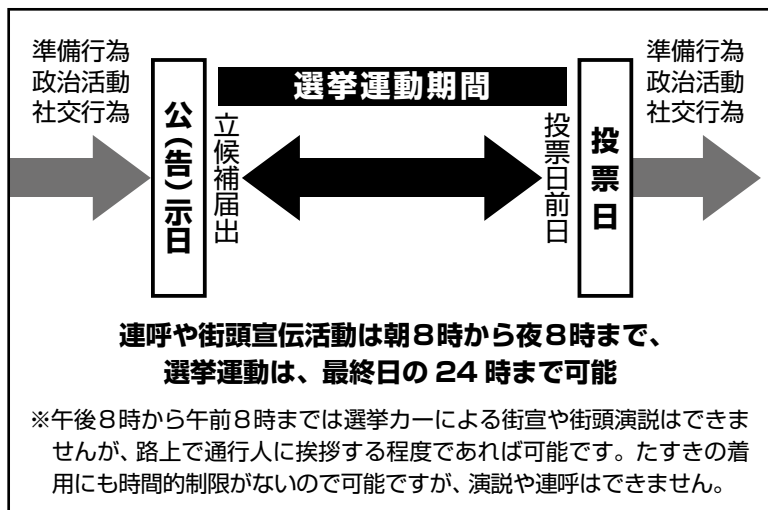 準備行為
政治活動
社交行為
公(告)示日
立候補届出
選挙運動期間
投票日前日
投票日
準備行為
政治活動
社交行為
連呼や街頭宣伝活動は朝8時から夜8時まで、
選挙運動は、最終日の 24 時まで可能
※午後8時から午前8時までは選挙カーによる街宣や街頭演説はできま
せんが、路上で通行人に挨拶する程度であれば可能です。たすきの着
用にも時間的制限がないので可能ですが、演説や連呼はできません。